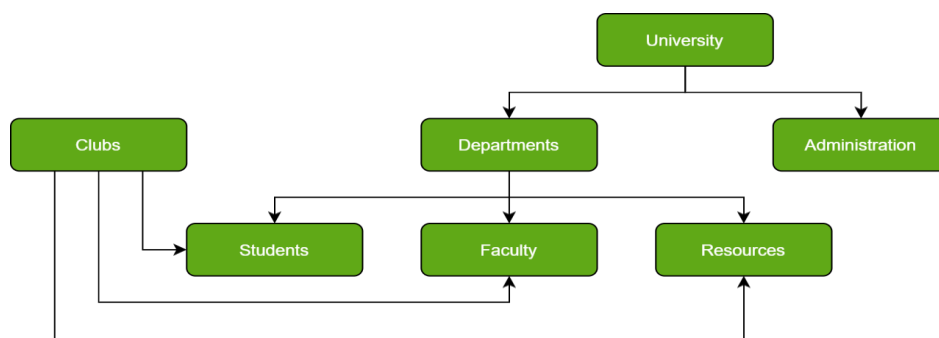 University
Clubs
Departments
Administration
Students
Faculty
Resources